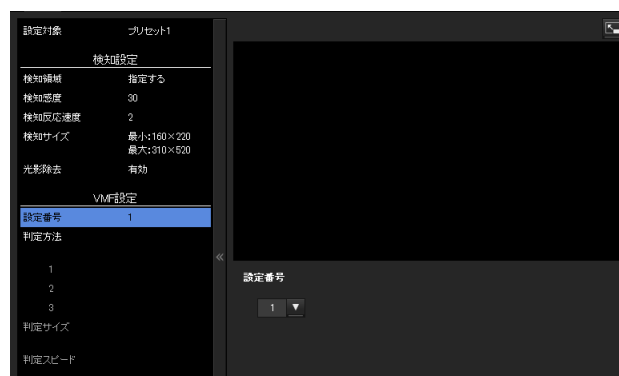 設定対象 プリセット1
検知設定
検知領域 指定する
検知感度 30
検知反応速度 2
検知サイズ 最小:160×220
最大:310×520
光影除去 有効
VMF設定
設定番号 1
判定方法
1
2
3
判定サイズ
判定スピード
«
設定番号
1 ▼